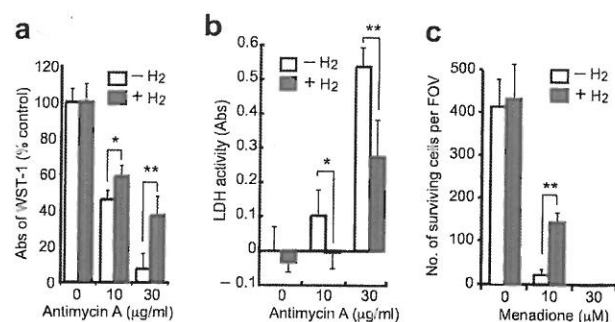 a
Abs of WST-1 (% control)
120
100
80
60
40
20
0
− H2
+ H2
*
**
0 10 30
Antimycin A (µg/ml)
b
LDH activity (Abs)
0.6
0.5
0.4
0.3
0.2
0.1
0
− 0.1
− H2
+ H2
*
**
0 10 30
Antimycin A (µg/ml)
c
No. of surviving cells per FOV
500
400
300
200
100
0
− H2
+ H2
**
0 10 30
Menadione (µM)